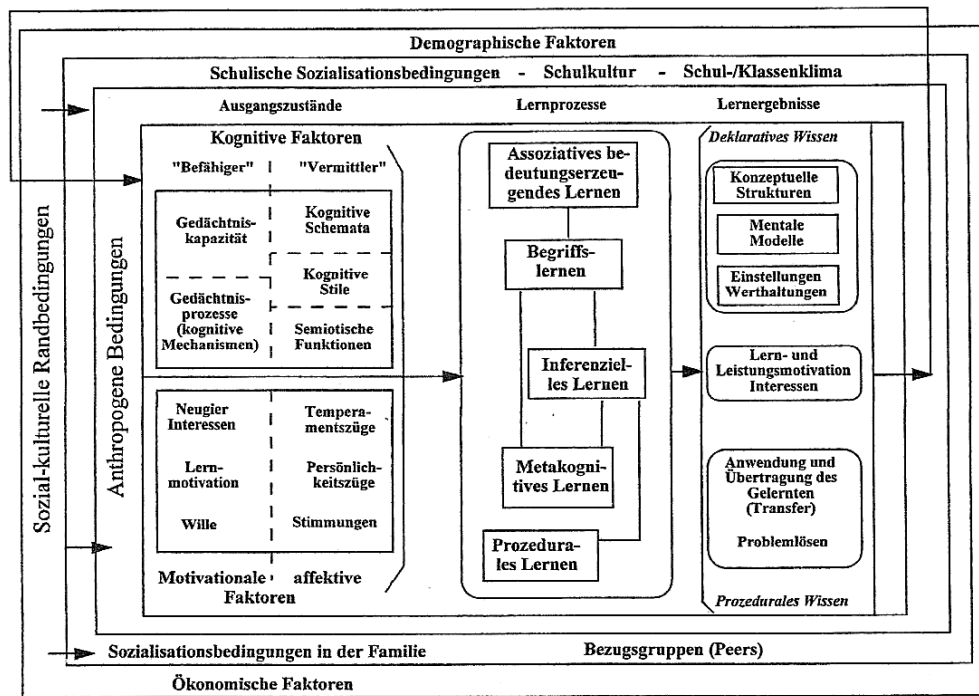 Demographische Faktoren
Schulische Sozialisationsbedingungen - Schulkultur - Schul-/Klassenklima
Sozial-kulturelle Randbedingungen
Anthropogene Bedingungen
Ausgangszustände
Kognitive Faktoren
"Befähiger"
"Vermittler"
Gedächtnis-
kapazität
Kognitive
Schemata
Kognitive
Stile
Gedächtnis-
prozesse
(kognitive
Mechanismen)
Semiotische
Funktionen
Neugier
Interessen
Tempera-
mentszüge
Lern-
motivation
Persönlich-
keitszüge
Wille
Stimmungen
Motivationale affektive
Faktoren
Lernprozesse
Assoziatives be-
deutungserzeu-
gendes Lernen
Begriffs-
lernen
Inferenziel-
les Lernen
Metakogni-
tives Lernen
Prozedura-
les Lernen
Lernergebnisse
Deklaratives Wissen
Konzeptuelle
Strukturen
Mentale
Modelle
Einstellungen
Werthaltungen
Lern- und
Leistungsmotivation
Interessen
Anwendung und
Übertragung des
Gelernten
(Transfer)
Problemlösen
Prozedurales Wissen
Sozialisationsbedingungen in der Familie
Bezugsgruppen (Peers)
Ökonomische Faktoren